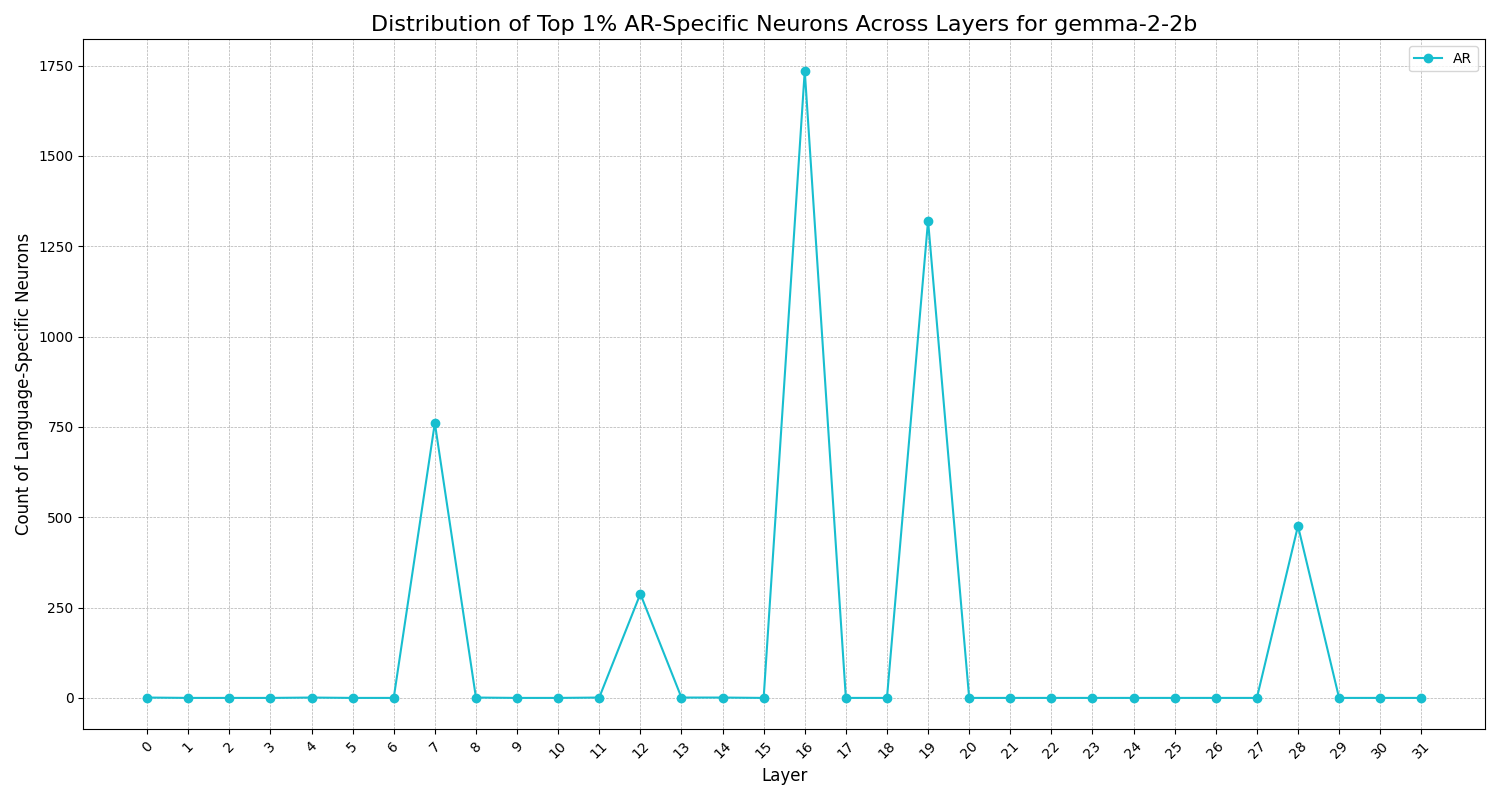 Distribution of Top 1% AR-Specific Neurons Across Layers for gemma-2-2b
AR
Count of Language-Specific Neurons
1750
1500
1250
1000
750
500
250
0
0 1 2 3 4 5 6 7 8 9 10 11 12 13 14 15 16 17 18 19 20 21 22 23 24 25 26 27 28 29 30 31
Layer